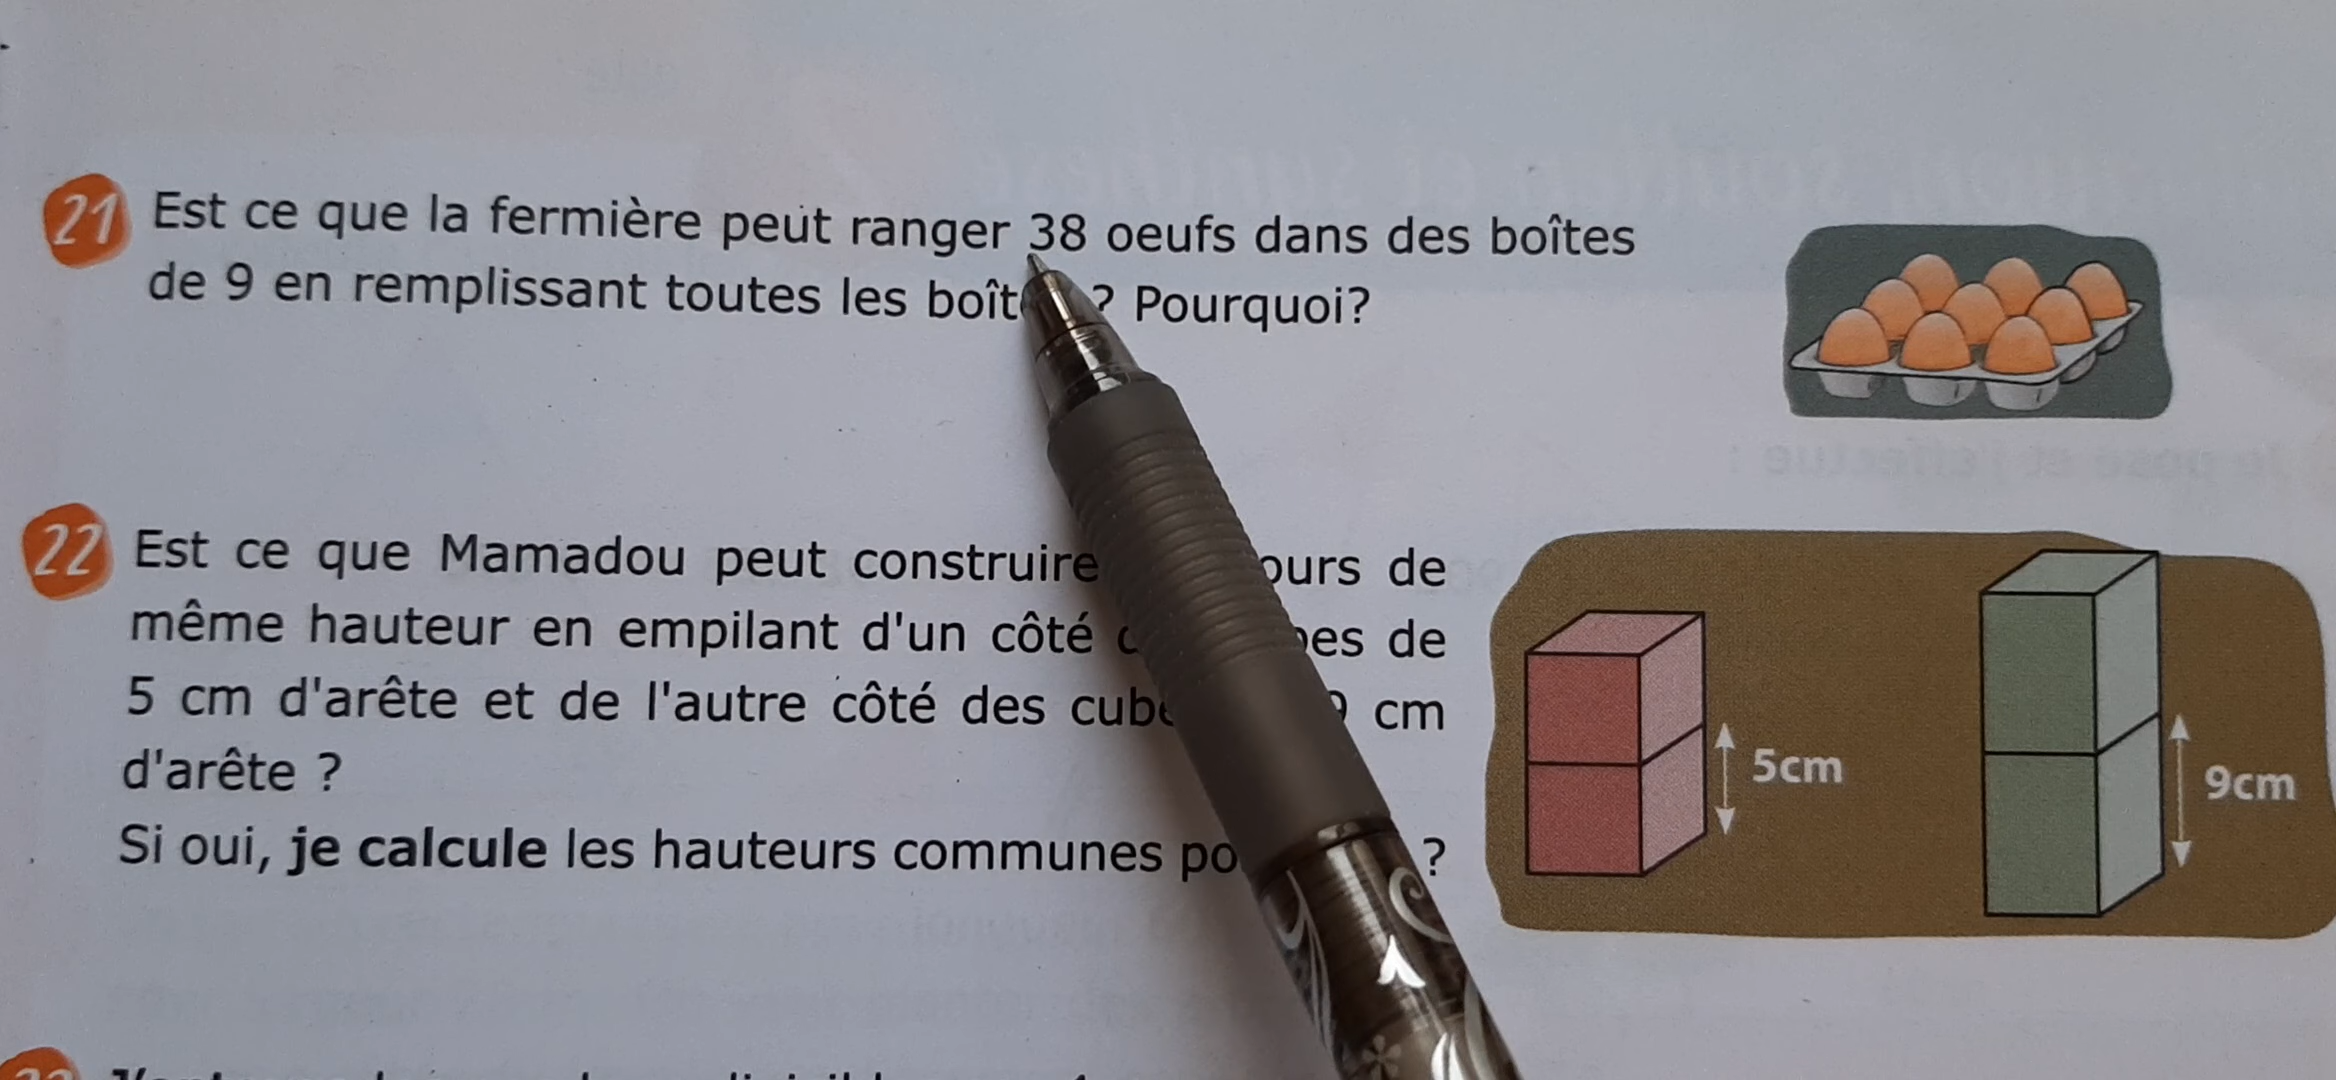 21 Est ce que la fermière peut ranger 38 oeufs dans des boîtes
de 9 en remplissant toutes les ? Pourquoi?
22 Est ce que Mamadou peut construire de
même hauteur en empilant d'un côté de
5 cm d'arête et de l'autre côté des cm
d'arête ?
Si oui, je calcule les hauteurs communes ?
5cm
9cm